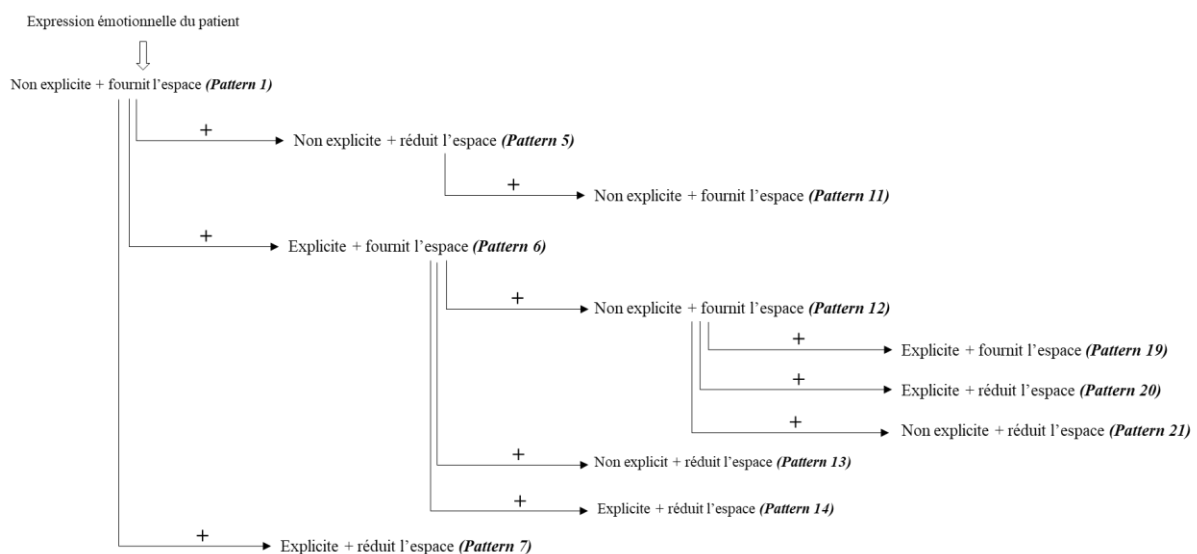 Expression émotionnelle du patient
Non explicite + fournit l’espace (Pattern 1)
+
Non explicite + réduit l’espace (Pattern 5)
+
Non explicite + fournit l’espace (Pattern 11)
+
Explicite + fournit l’espace (Pattern 6)
+
Non explicite + fournit l’espace (Pattern 12)
+
Explicite + fournit l’espace (Pattern 19)
+
Explicite + réduit l’espace (Pattern 20)
+
Non explicite + réduit l’espace (Pattern 21)
+
Non explicit + réduit l’espace (Pattern 13)
+
Explicite + réduit l’espace (Pattern 14)
+
Explicite + réduit l’espace (Pattern 7)